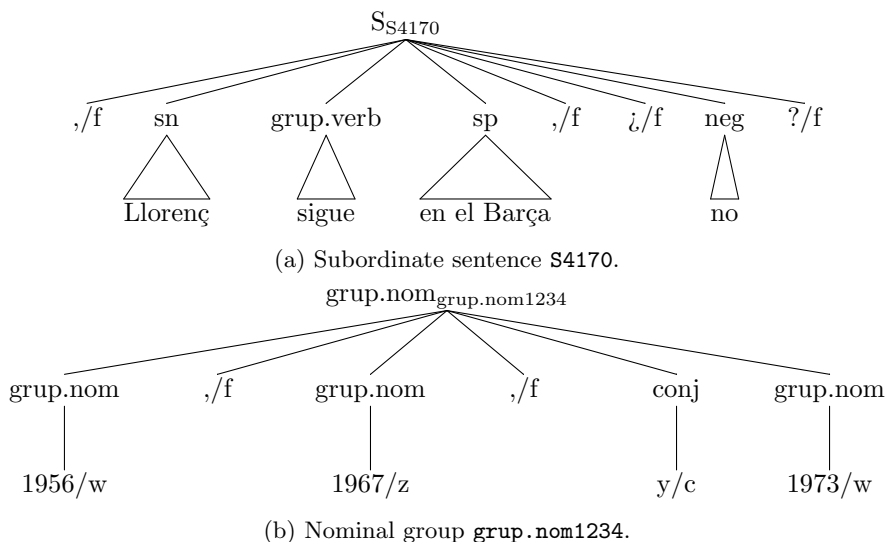 S_S4170
,/f sn grup.verb sp ,/f ¿/f neg ?/f
Llorenç sigue en el Barça no
(a) Subordinate sentence S4170.
grup.nom_grup.nom1234
grup.nom ,/f grup.nom ,/f conj grup.nom
1956/w 1967/z y/c 1973/w
(b) Nominal group grup.nom1234.